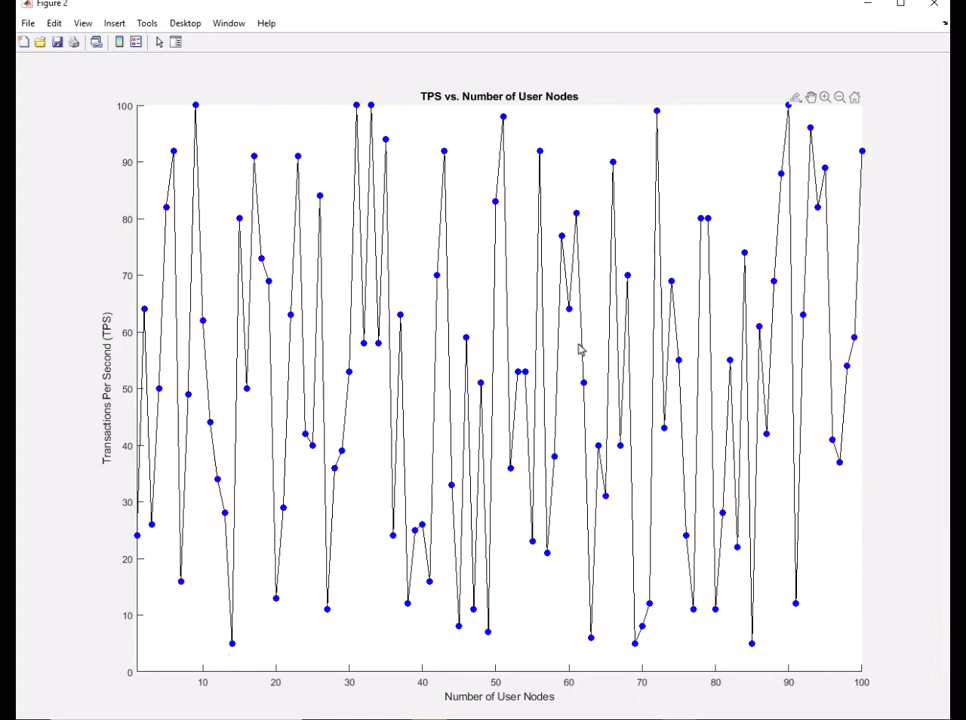 Figure 2
File Edit View Insert Tools Desktop Window Help
TPS vs. Number of User Nodes
Transactions Per Second (TPS)
100
90
80
70
60
50
40
30
20
10
0
10 20 30 40 50 60 70 80 90 100
Number of User Nodes